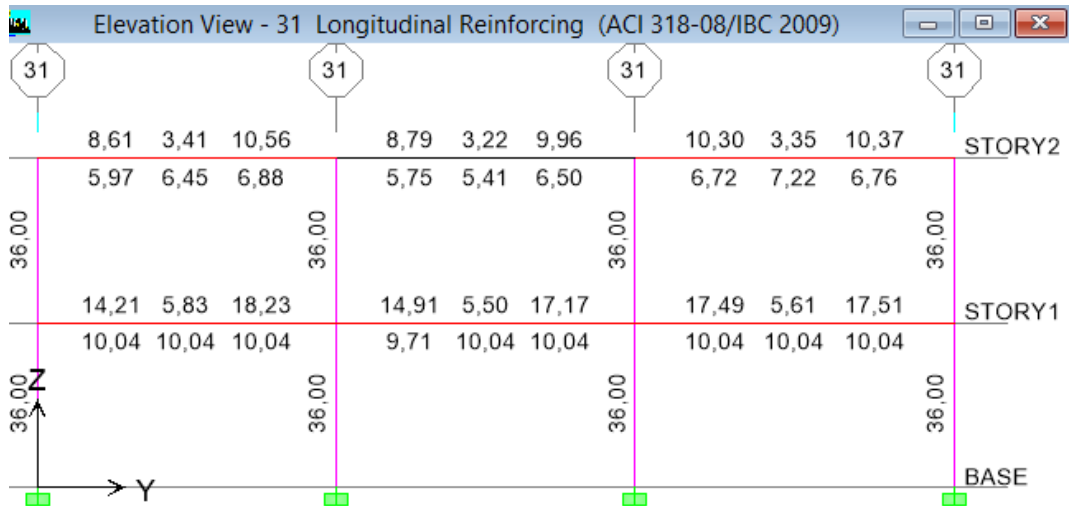 Elevation View - 31 Longitudinal Reinforcing (ACI 318-08/IBC 2009)
31 31 31 31
8,61 3,41 10,56 8,79 3,22 9,96 10,30 3,35 10,37 STORY2
5,97 6,45 6,88 5,75 5,41 6,50 6,72 7,22 6,76
36,00 36,00 36,00 36,00
14,21 5,83 18,23 14,91 5,50 17,17 17,49 5,61 17,51 STORY1
10,04 10,04 10,04 9,71 10,04 10,04 10,04 10,04 10,04
36,00 36,00 36,00 36,00
Z
Y
BASE